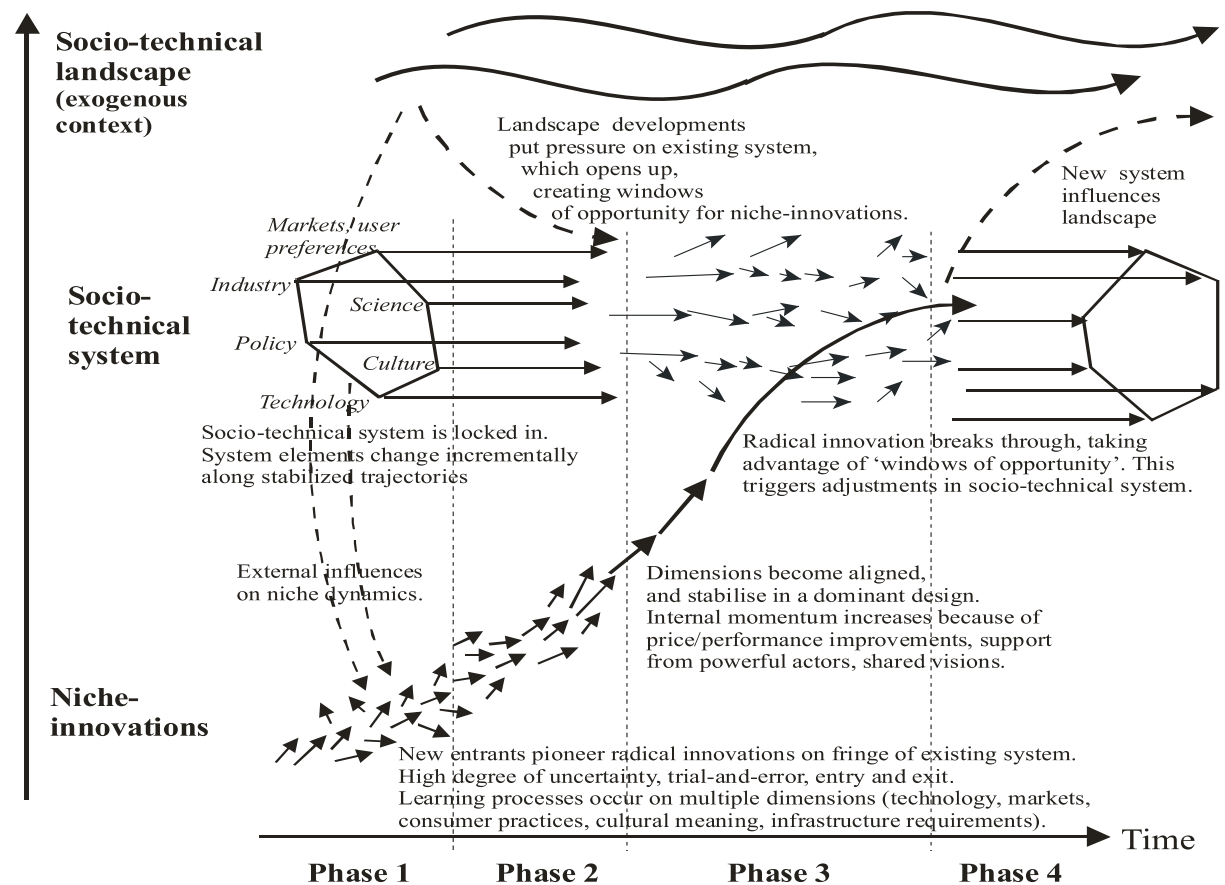 Socio-technical
landscape
(exogenous
context)
Landscape developments
put pressure on existing system,
which opens up,
creating windows
of opportunity for niche-innovations.
New system
influences
landscape
Markets, user
preferences
Industry
Science
Policy
Culture
Technology
Socio-
technical
system
Socio-technical system is locked in.
System elements change incrementally
along stabilized trajectories
Radical innovation breaks through, taking
advantage of ‘windows of opportunity’. This
triggers adjustments in socio-technical system.
External influences
on niche dynamics.
Dimensions become aligned,
and stabilise in a dominant design.
Internal momentum increases because of
price/performance improvements, support
from powerful actors, shared visions.
Niche-
innovations
New entrants pioneer radical innovations on fringe of existing system.
High degree of uncertainty, trial-and-error, entry and exit.
Learning processes occur on multiple dimensions (technology, markets,
consumer practices, cultural meaning, infrastructure requirements).
Time
Phase 1
Phase 2
Phase 3
Phase 4